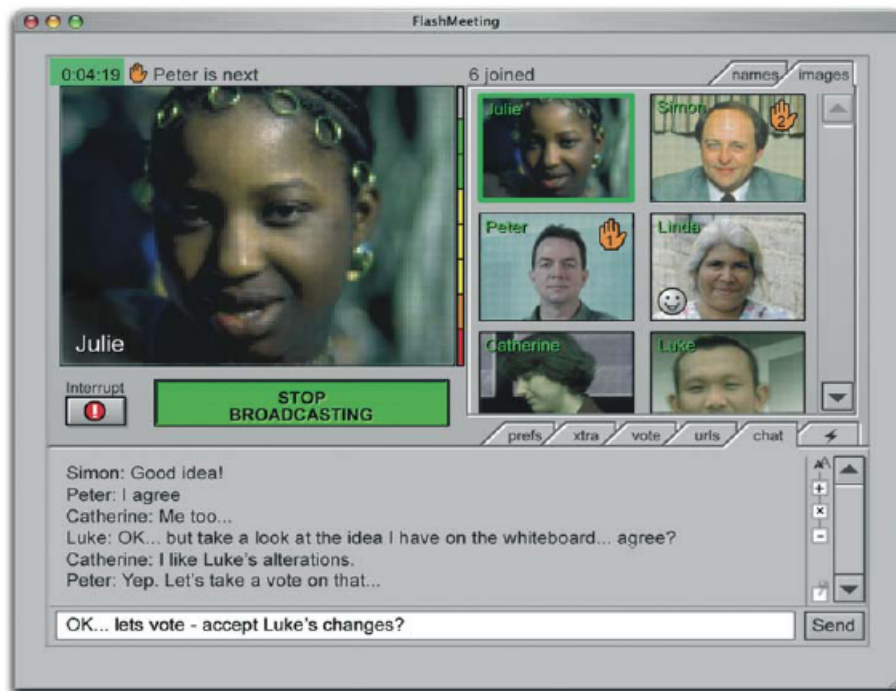 FlashMeeting
0:04:19 Peter is next
6 joined
names
images
Julie
Julie
Simon
2
Peter
1
Linda
Catherine
Luke
Interrupt
STOP
BROADCASTING
prefs
xtra
vote
urls
chat
Simon: Good idea!
Peter: I agree
Catherine: Me too...
Luke: OK... but take a look at the idea I have on the whiteboard... agree?
Catherine: I like Luke's alterations.
Peter: Yep. Let's take a vote on that...
OK... lets vote - accept Luke's changes?
Send